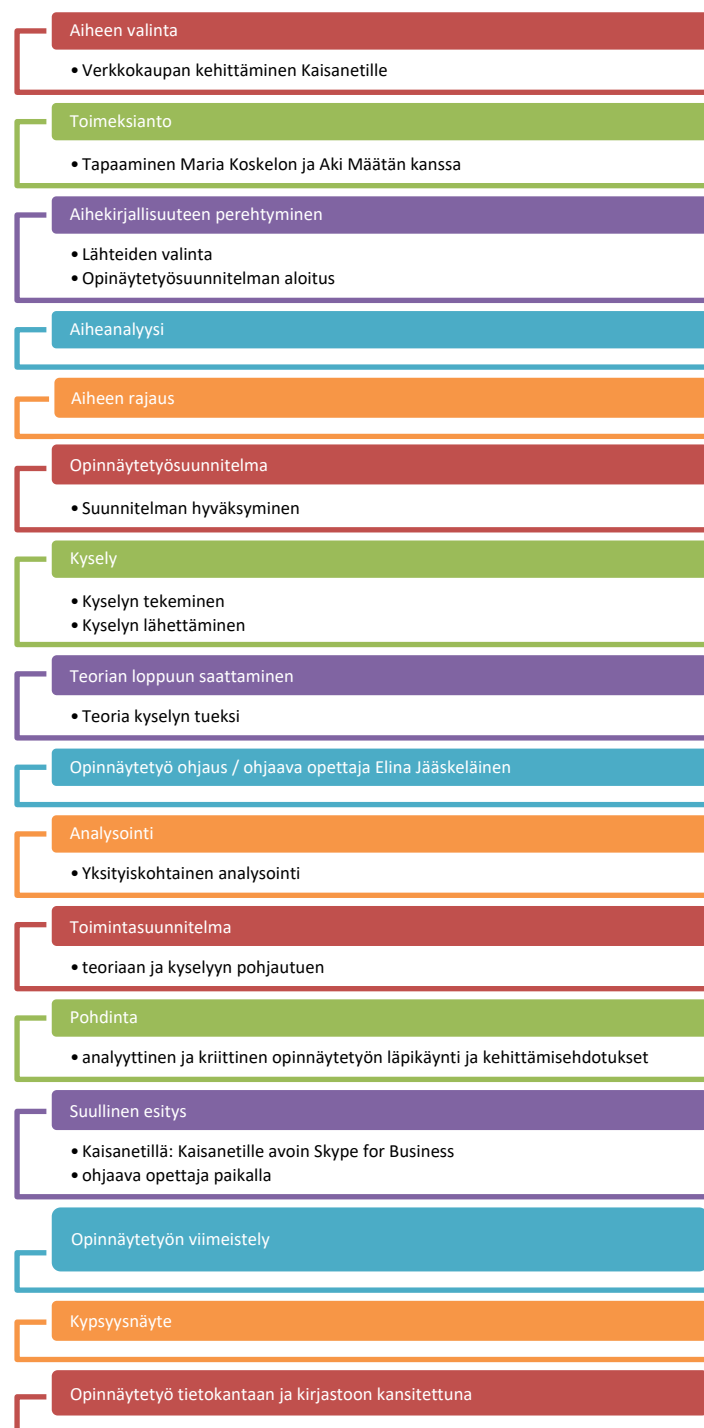 Aiheen valinta
• Verkkokaupan kehittäminen Kaisanetille
Toimeksianto
• Tapaaminen Maria Koskelon ja Aki Määtän kanssa
Aihekirjallisuuteen perehtyminen
• Lähteiden valinta
• Opinäytetyösuunnitelman aloitus
Aiheanalyysi
Aiheen rajaus
Opinnäytetyösuunnitelma
• Suunnitelman hyväksyminen
Kysely
• Kyselyn tekeminen
• Kyselyn lähettäminen
Teorian loppuun saattaminen
• Teoria kyselyn tueksi
Opinnäytetyö ohjaus / ohjaava opettaja Elina Jääskeläinen
Analysointi
• Yksityiskohtainen analysointi
Toimintasuunnitelma
• teoriaan ja kyselyyn pohjautuen
Pohdinta
• analyyttinen ja kriittinen opinnäytetyön läpikäynti ja kehittämisehdotukset
Suullinen esitys
• Kaisanetillä: Kaisanetille avoin Skype for Business
• ohjaava opettaja paikalla
Opinnäytetyön viimeistely
Kypsyysnäyte
Opinnäytetyö tietokantaan ja kirjastoon kansitettuna